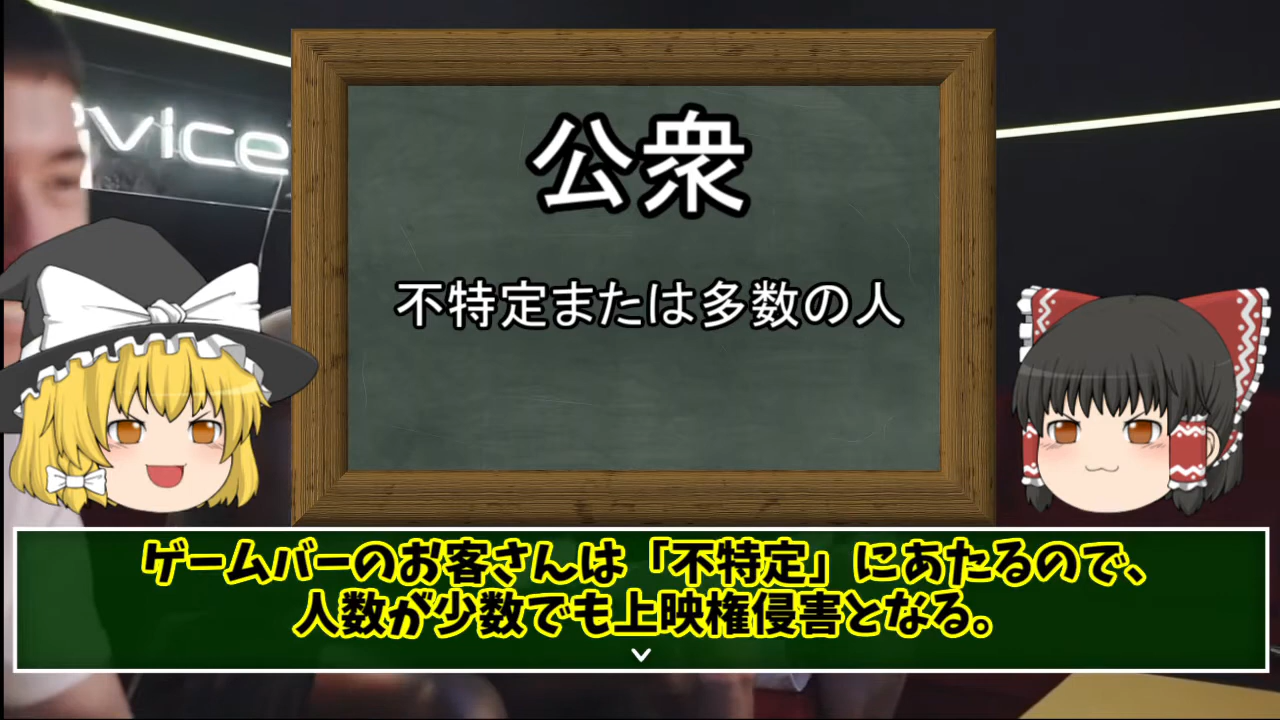 vice
公衆
不特定または多数の人
ゲームバーのお客さんは「不特定」にあたるので、
人数が少数でも上映権侵害となる。